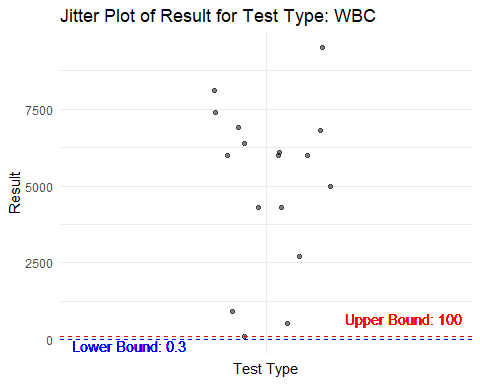 Jitter Plot of Result for Test Type: WBC
Result
7500
5000
2500
0
Upper Bound: 100
Lower Bound: 0.3
Test Type